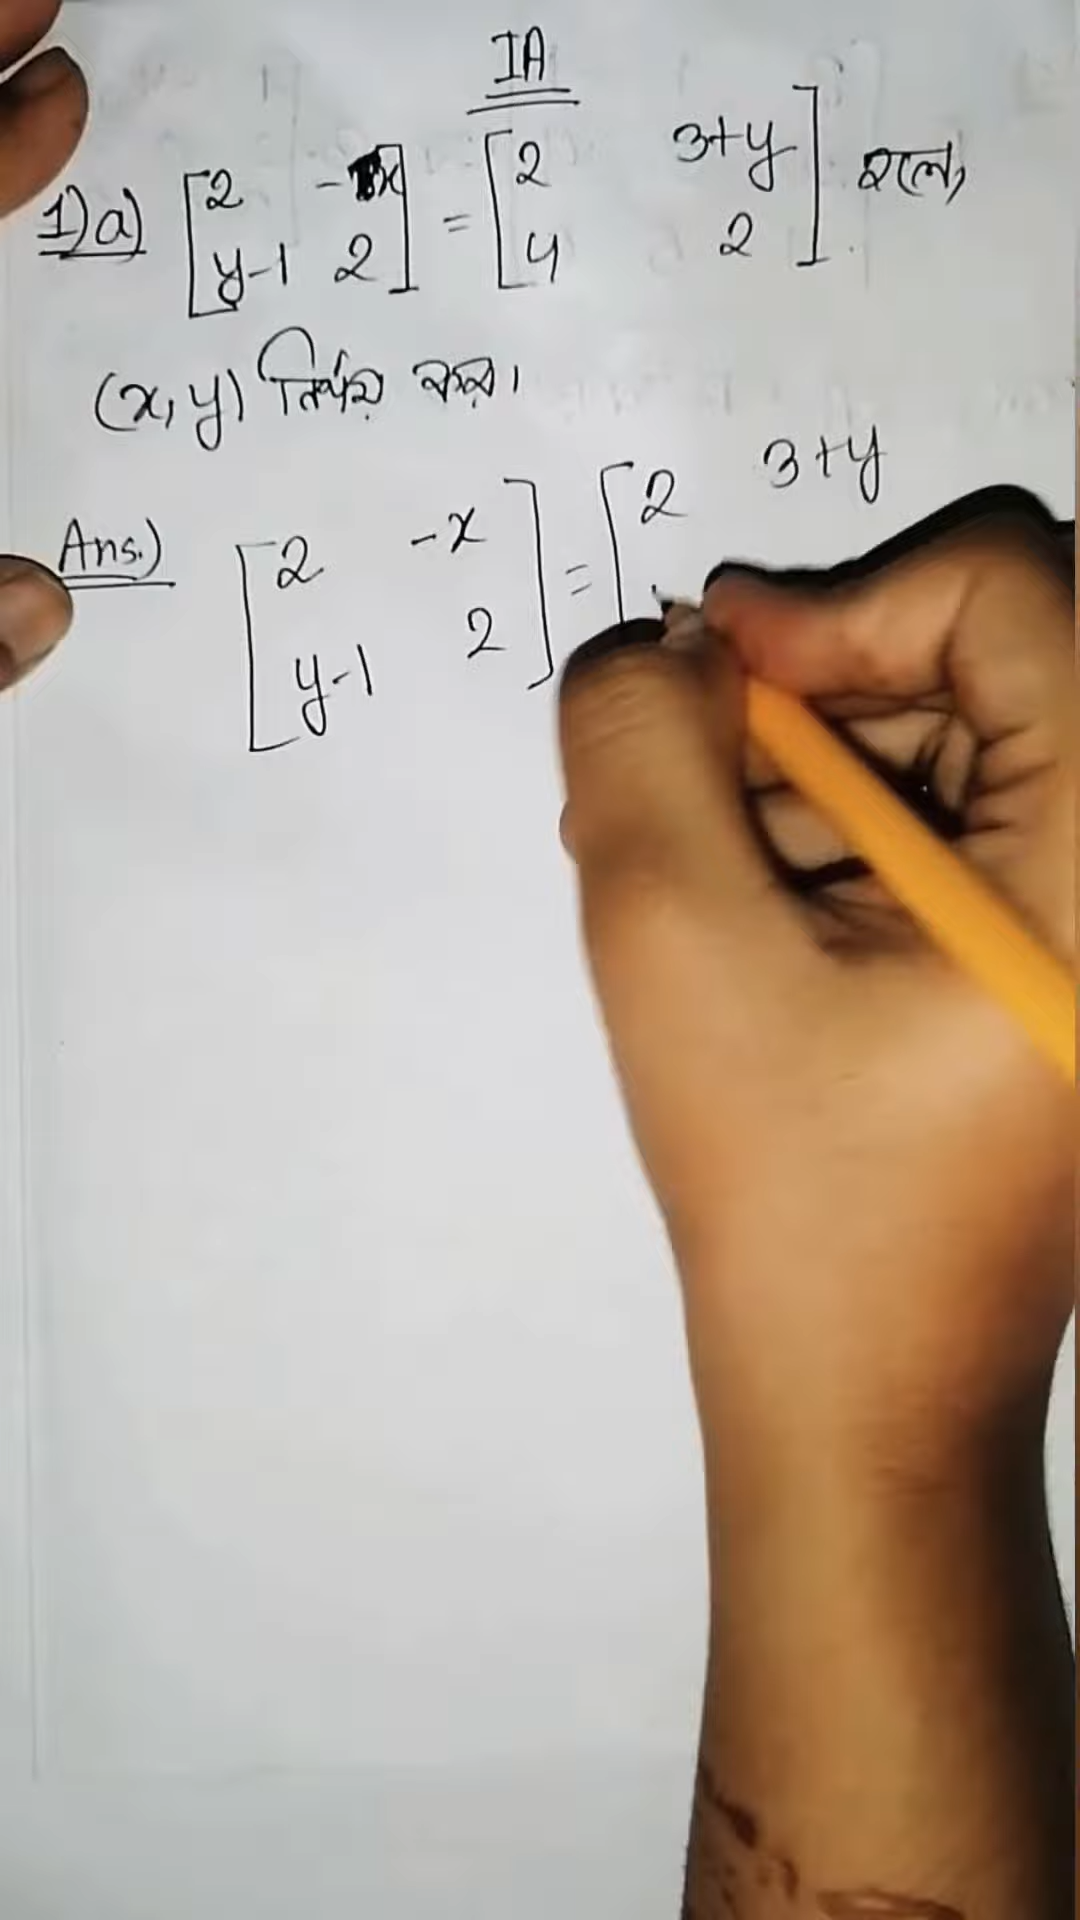 IA
1)a) [2 -x] = [2 3+y] হলে,
[y-1 2] [4 2]
(x, y) নির্ণয় কর।
Ans.) [2 -x] = [2 3+y
[y-1 2]